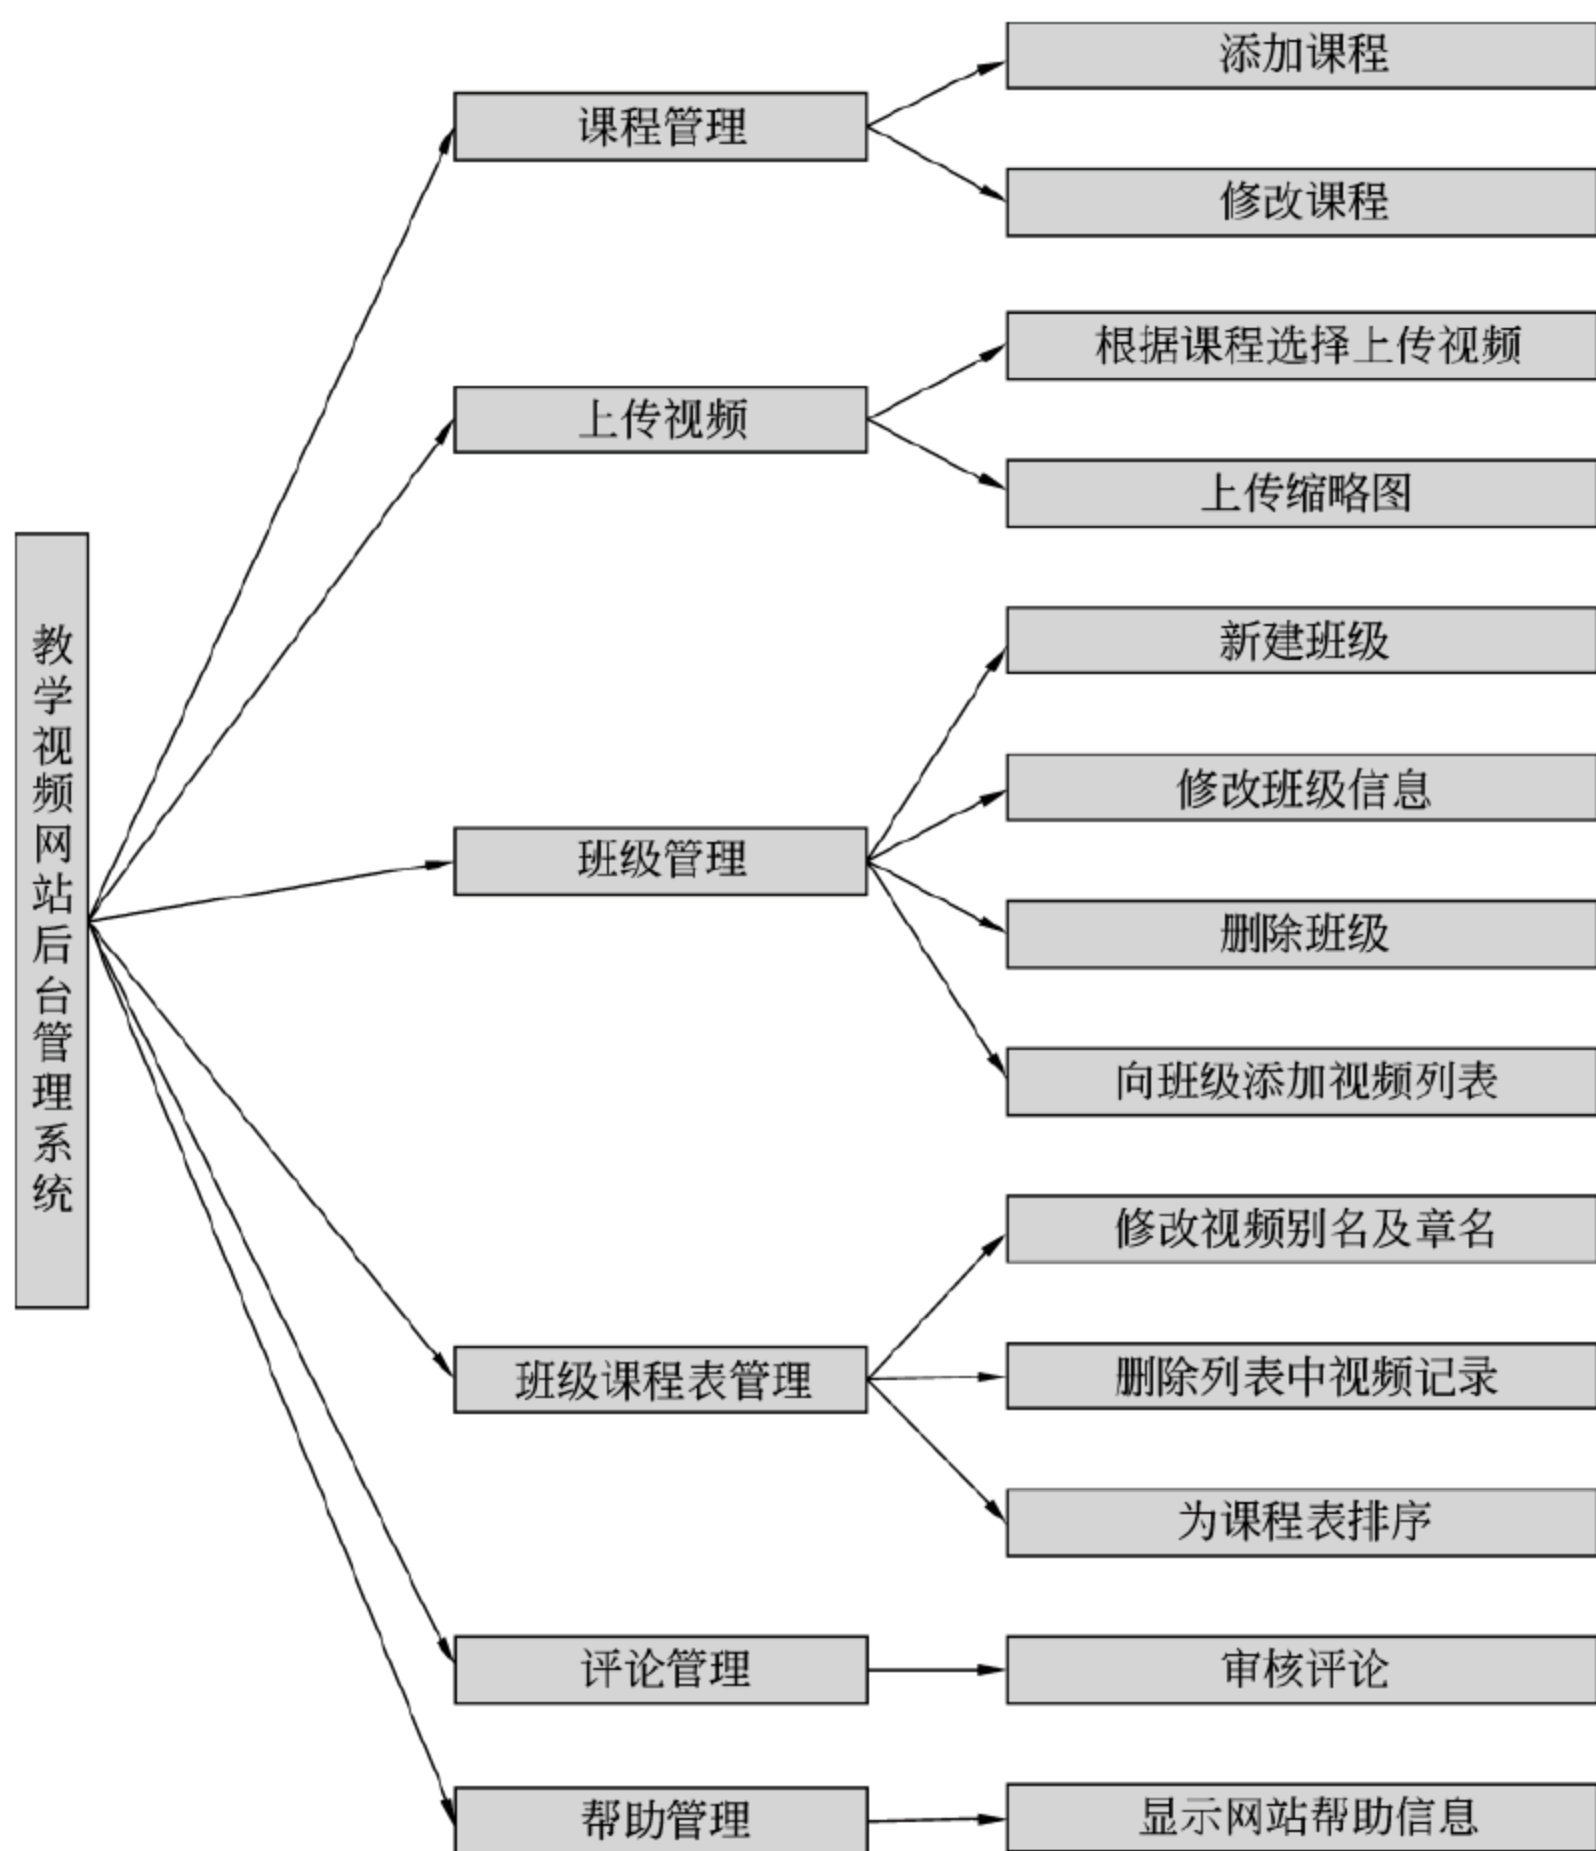 教学视频网站后台管理系统
课程管理
添加课程
修改课程
上传视频
根据课程选择上传视频
上传缩略图
班级管理
新建班级
修改班级信息
删除班级
向班级添加视频列表
班级课程表管理
修改视频别名及章名
删除列表中视频记录
为课程表排序
评论管理
审核评论
帮助管理
显示网站帮助信息